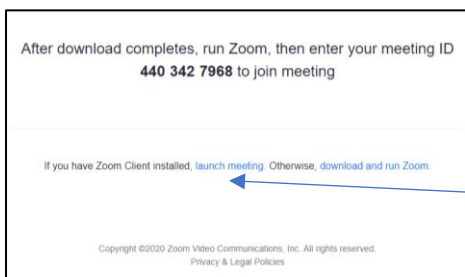 After download completes, run Zoom, then enter your meeting ID
440 342 7968 to join meeting
If you have Zoom Client installed, launch meeting. Otherwise, download and run Zoom.
Copyright ©2020 Zoom Video Communications, Inc. All rights reserved.
Privacy & Legal Policies